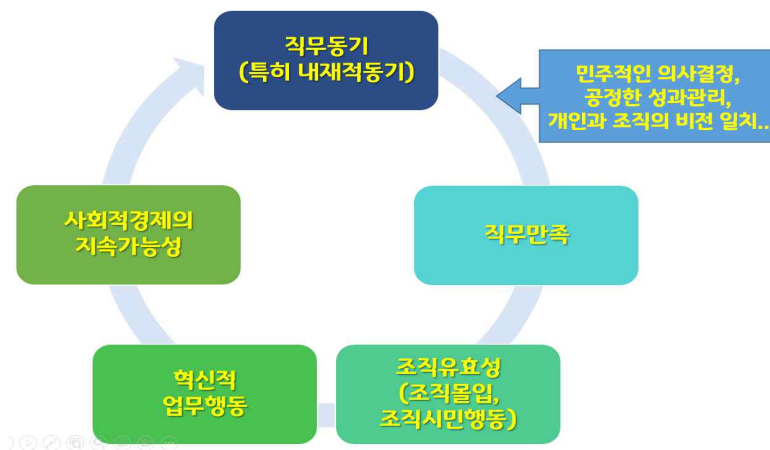 직무동기
(특히 내재적동기)
민주적인 의사결정,
공정한 성과관리,
개인과 조직의 비전 일치..
직무만족
조직유효성
(조직몰입,
조직시민행동)
혁신적
업무행동
사회적경제의
지속가능성